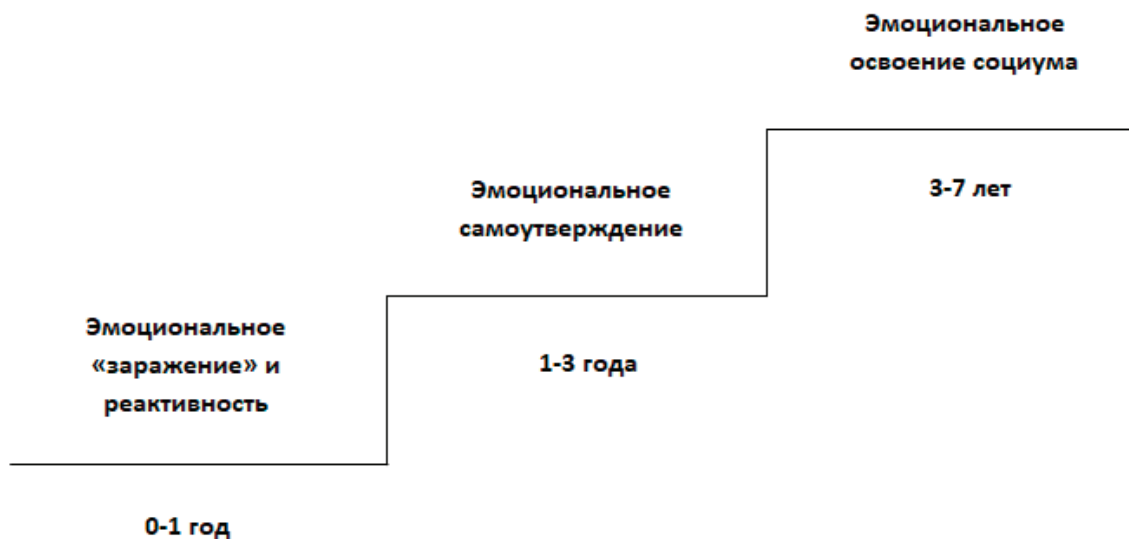 Эмоциональное
освоение социума
3-7 лет
Эмоциональное
самоутверждение
1-3 года
Эмоциональное
«заражение» и
реактивность
0-1 год